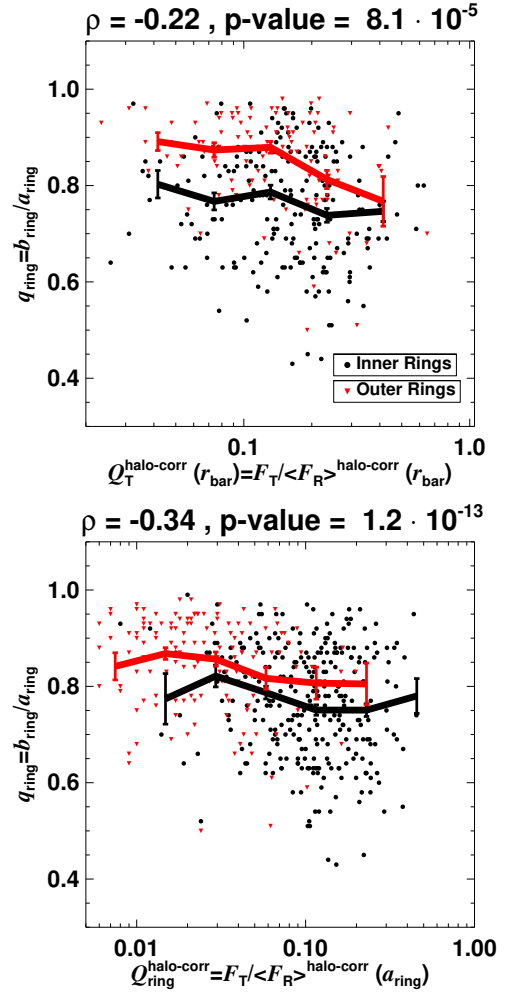 ρ = -0.22 , p-value = 8.1 · 10⁻⁵
1.0
0.8
0.6
0.4
q_ring=b_ring/a_ring
Inner Rings
Outer Rings
0.1
1.0
Q_T^halo-corr (r_bar)=F_T/<F_R>^halo-corr (r_bar)
ρ = -0.34 , p-value = 1.2 · 10⁻¹³
1.0
0.8
0.6
0.4
q_ring=b_ring/a_ring
0.01
0.10
1.00
Q_ring^halo-corr=F_T/<F_R>^halo-corr (a_ring)